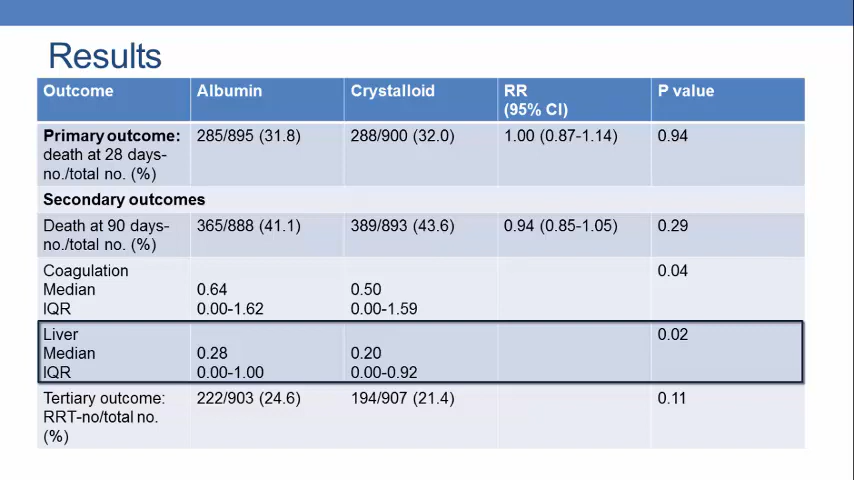 Results
Outcome Albumin Crystalloid RR P value
(95% CI)
Primary outcome: 285/895 (31.8) 288/900 (32.0) 1.00 (0.87-1.14) 0.94
death at 28 days-
no./total no. (%)
Secondary outcomes
Death at 90 days- 365/888 (41.1) 389/893 (43.6) 0.94 (0.85-1.05) 0.29
no./total no. (%)
Coagulation 0.04
Median 0.64 0.50
IQR 0.00-1.62 0.00-1.59
Liver 0.02
Median 0.28 0.20
IQR 0.00-1.00 0.00-0.92
Tertiary outcome: 222/903 (24.6) 194/907 (21.4) 0.11
RRT-no/total no.
(%)